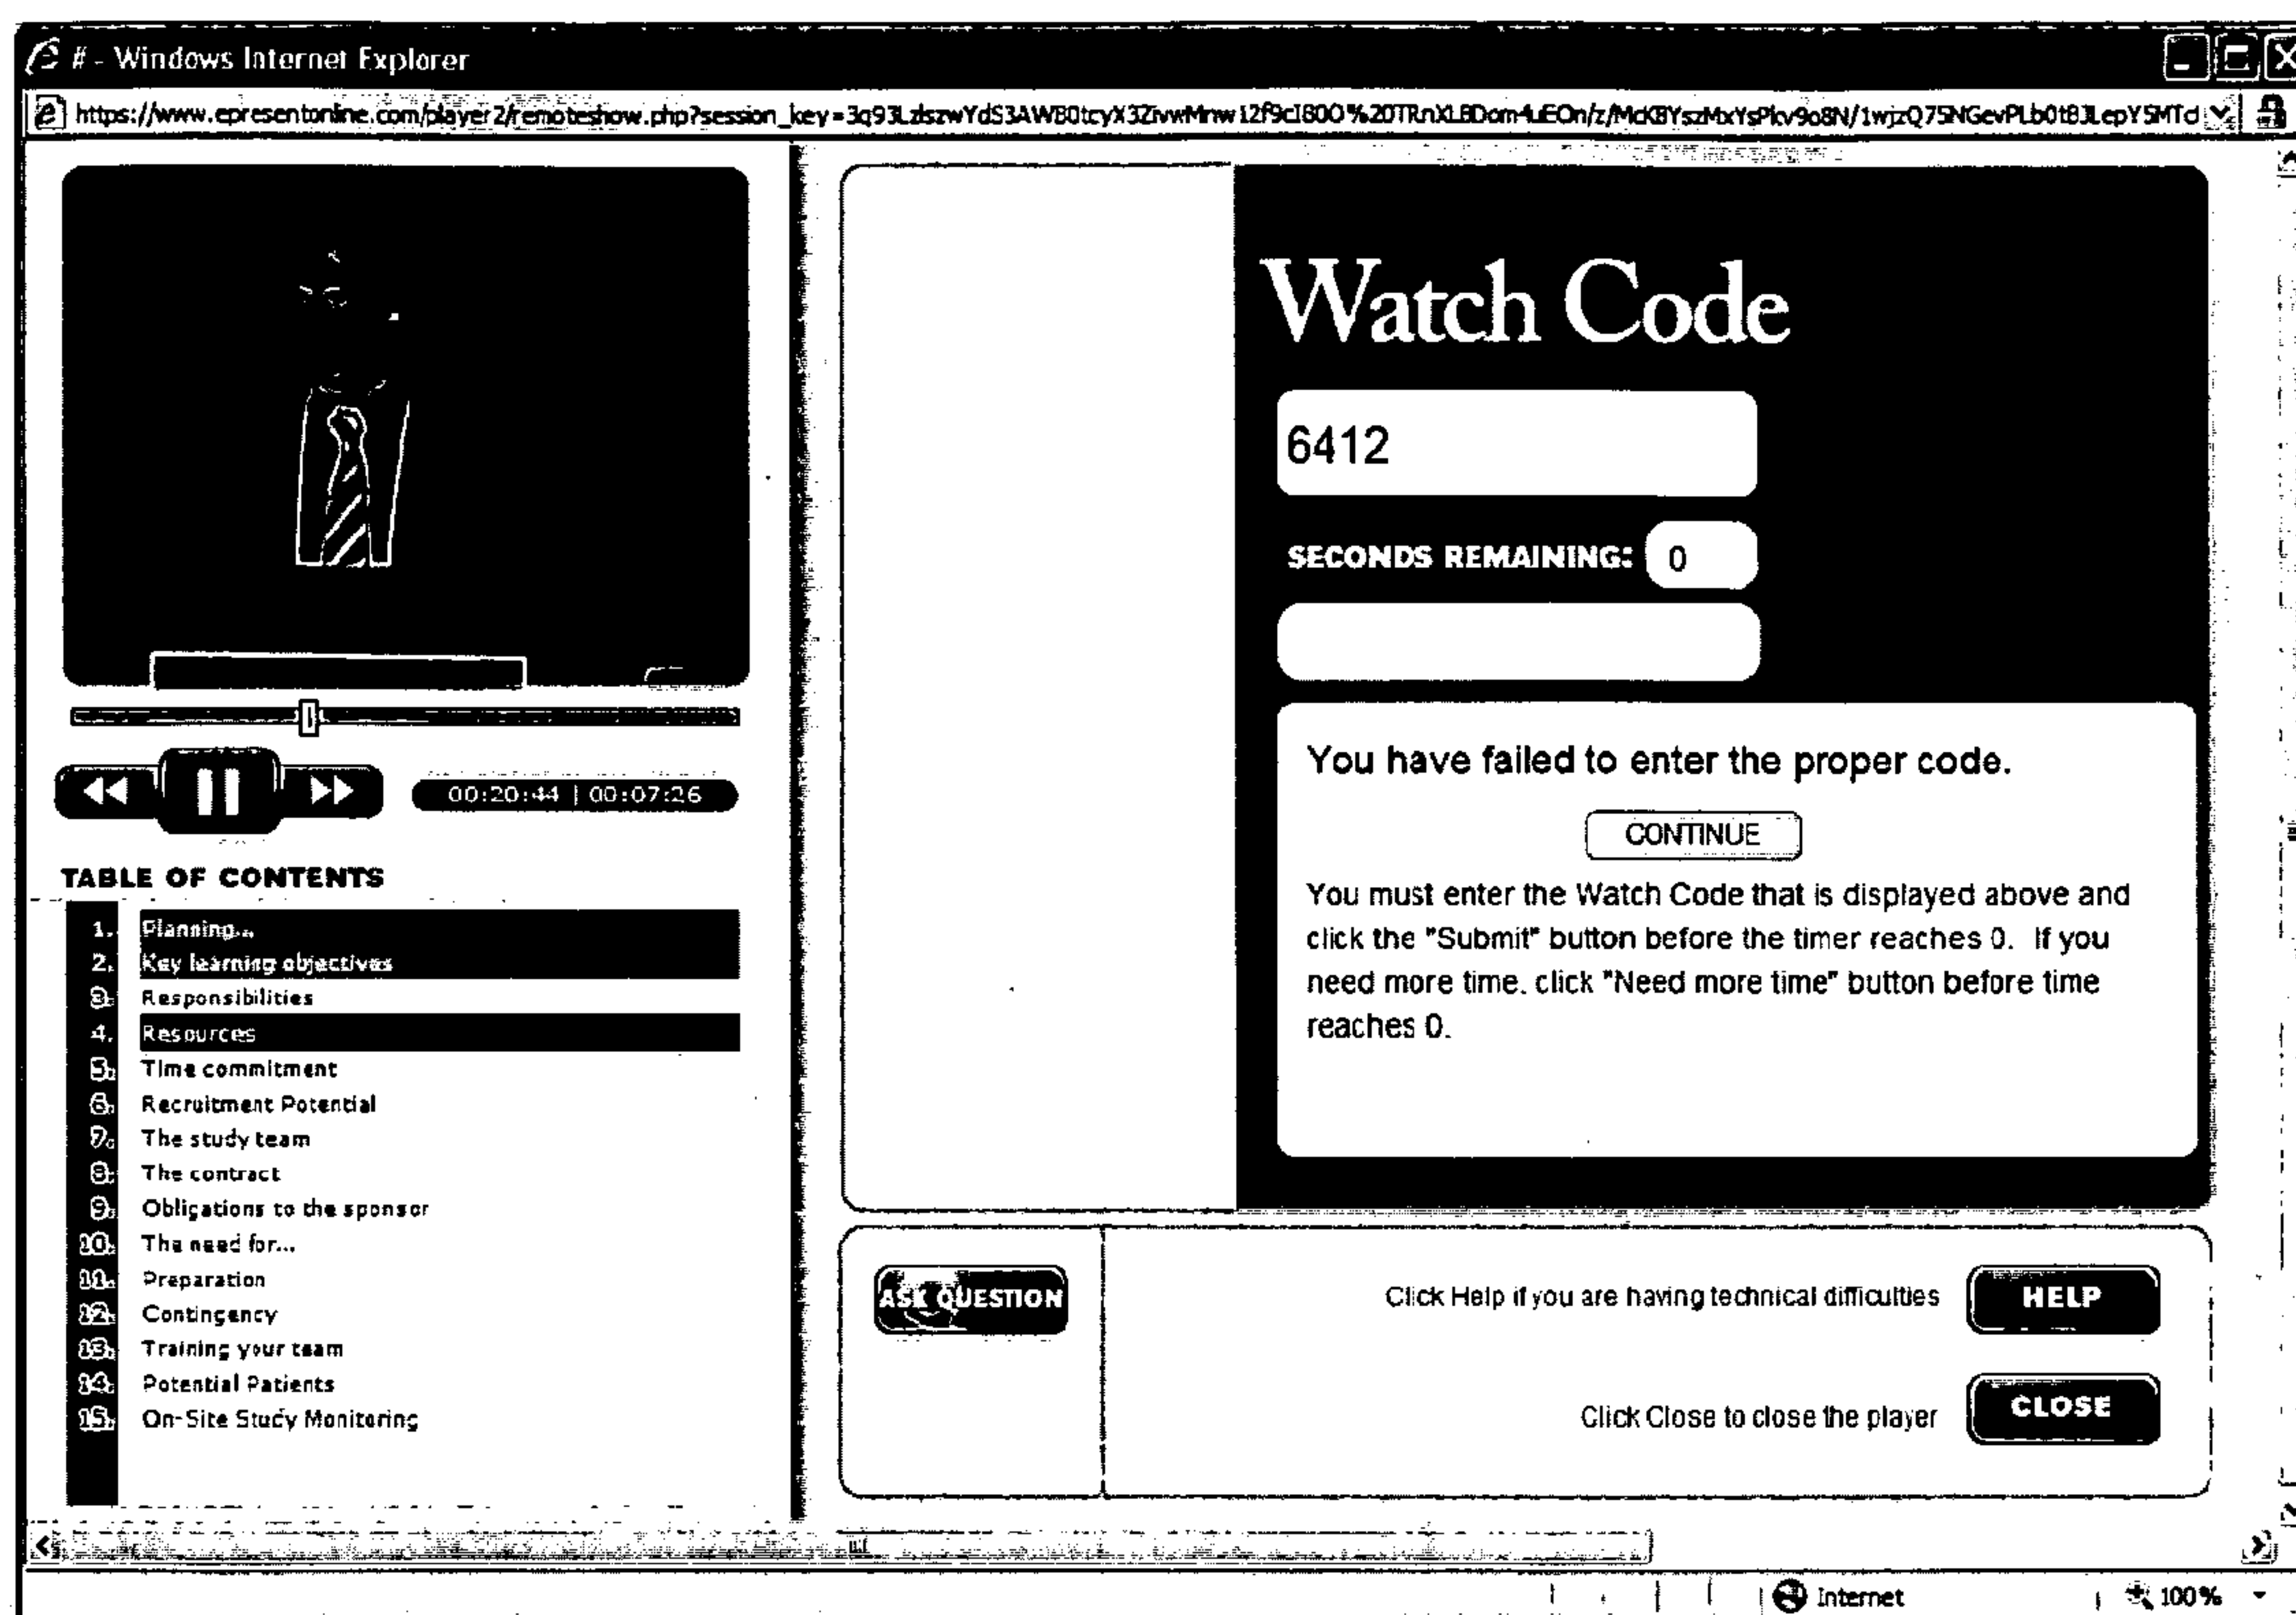 # - Windows Internet Explorer
TABLE OF CONTENTS
00:20:44 | 00:07:26
1. Planning...
2. Key learning objectives
3. Responsibilities
4. Resources
5. Time commitment
6. Recruitment Potential
7. The study team
8. The contract
9. Obligations to the sponsor
10. The need for...
11. Preparation
12. Contingency
13. Training your team
14. Potential Patients
15. On-Site Study Monitoring
Watch Code
6412
SECONDS REMAINING: 0
You have failed to enter the proper code.
CONTINUE
You must enter the Watch Code that is displayed above and
click the "Submit" button before the timer reaches 0. If you
need more time, click "Need more time" button before time
reaches 0.
ASK QUESTION
Click Help if you are having technical difficulties
HELP
Click Close to close the player
CLOSE
Internet
100%